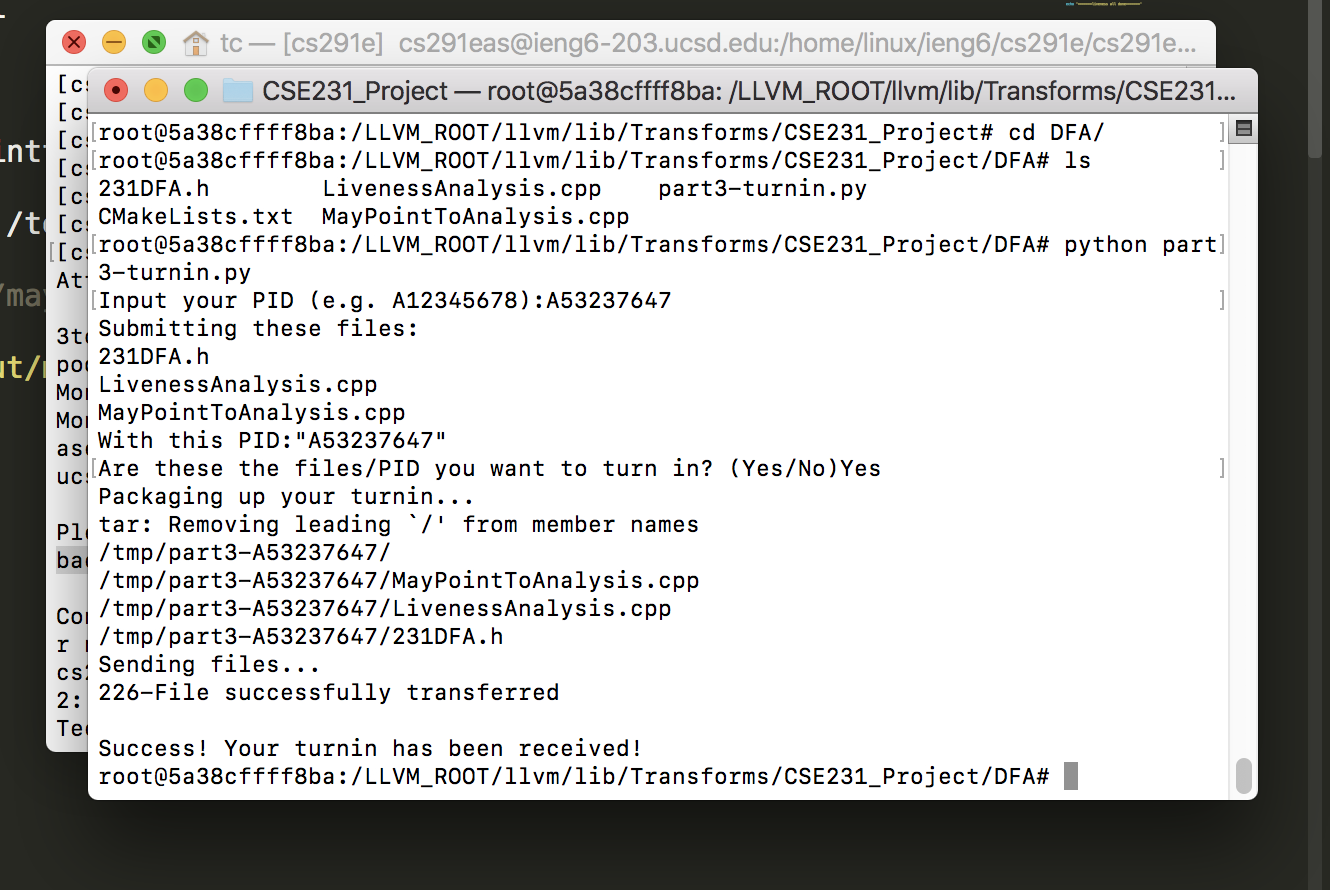 tc — [cs291e] cs291eas@ieng6-203.ucsd.edu:/home/linux/ieng6/cs291e/cs291e...
CSE231_Project — root@5a38cffff8ba: /LLVM_ROOT/llvm/lib/Transforms/CSE231...
[root@5a38cffff8ba:/LLVM_ROOT/llvm/lib/Transforms/CSE231_Project# cd DFA/ ]
[root@5a38cffff8ba:/LLVM_ROOT/llvm/lib/Transforms/CSE231_Project/DFA# ls ]
231DFA.h        LivenessAnalysis.cpp    part3-turnin.py
CMakeLists.txt  MayPointToAnalysis.cpp
[root@5a38cffff8ba:/LLVM_ROOT/llvm/lib/Transforms/CSE231_Project/DFA# python part]
3-turnin.py
[Input your PID (e.g. A12345678):A53237647 ]
Submitting these files:
231DFA.h
LivenessAnalysis.cpp
MayPointToAnalysis.cpp
With this PID:"A53237647"
[Are these the files/PID you want to turn in? (Yes/No)Yes ]
Packaging up your turnin...
tar: Removing leading `/' from member names
/tmp/part3-A53237647/
/tmp/part3-A53237647/MayPointToAnalysis.cpp
/tmp/part3-A53237647/LivenessAnalysis.cpp
/tmp/part3-A53237647/231DFA.h
Sending files...
226-File successfully transferred
Success! Your turnin has been received!
root@5a38cffff8ba:/LLVM_ROOT/llvm/lib/Transforms/CSE231_Project/DFA#